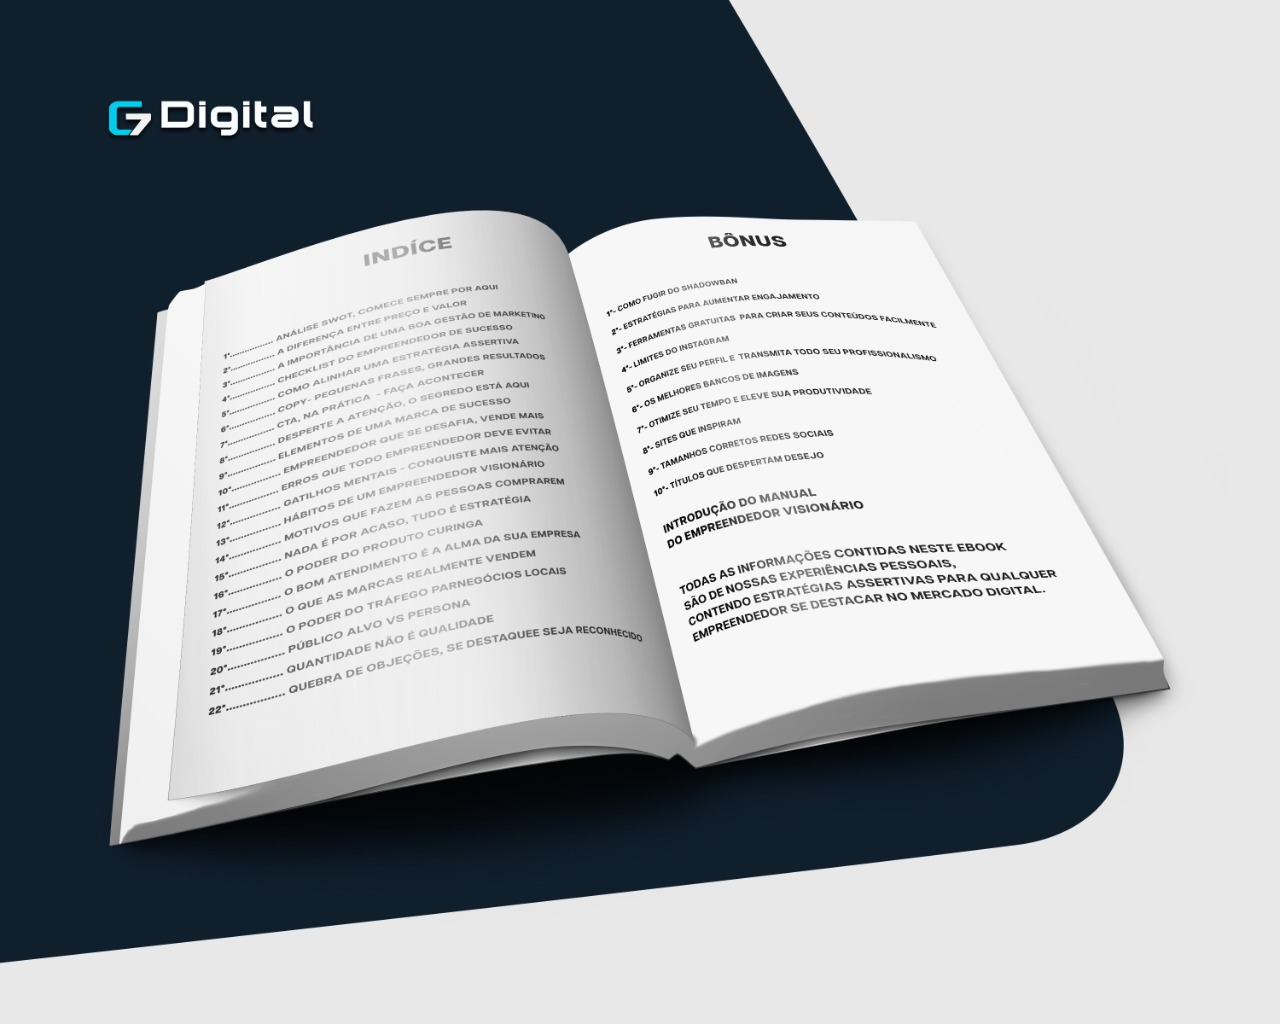 G7 Digital
INDÍCE
1°............... ANÁLISE SWOT, COMECE SEMPRE POR AQUI
2°............... A DIFERENÇA ENTRE PREÇO E VALOR
3°............... A IMPORTÂNCIA DE UMA BOA GESTÃO DE MARKETING
4°............... CHECKLIST DO EMPREENDEDOR DE SUCESSO
5°............... COMO ALINHAR UMA ESTRATÉGIA ASSERTIVA
6°............... COPY- PEQUENAS FRASES, GRANDES RESULTADOS
7°............... CTA, NA PRÁTICA - FAÇA ACONTECER
8°............... DESPERTE A ATENÇÃO, O SEGREDO ESTÁ AQUI
9°............... ELEMENTOS DE UMA MARCA DE SUCESSO
10°............... EMPREENDEDOR QUE SE DESAFIA, VENDE MAIS
11°............... ERROS QUE TODO EMPREENDEDOR DEVE EVITAR
12°............... GATILHOS MENTAIS - CONQUISTE MAIS ATENÇÃO
13°............... HÁBITOS DE UM EMPREENDEDOR VISIONÁRIO
14°............... MOTIVOS QUE FAZEM AS PESSOAS COMPRAREM
15°............... NADA É POR ACASO, TUDO É ESTRATÉGIA
16°............... O PODER DO PRODUTO CURINGA
17°............... O BOM ATENDIMENTO É A ALMA DA SUA EMPRESA
18°............... O QUE AS MARCAS REALMENTE VENDEM
19°............... O PODER DO TRÁFEGO PARNEGÓCIOS LOCAIS
20°............... PÚBLICO ALVO VS PERSONA
21°............... QUANTIDADE NÃO É QUALIDADE
22°............... QUEBRA DE OBJEÇÕES, SE DESTAQUEE SEJA RECONHECIDO
BÔNUS
1°- COMO FUGIR DO SHADOWBAN
2°- ESTRATÉGIAS PARA AUMENTAR ENGAJAMENTO
3°- FERRAMENTAS GRATUITAS PARA CRIAR SEUS CONTEÚDOS FACILMENTE
4°- LIMITES DO INSTAGRAM
5°- ORGANIZE SEU PERFIL E TRANSMITA TODO SEU PROFISSIONALISMO
6°- OS MELHORES BANCOS DE IMAGENS
7°- OTIMIZE SEU TEMPO E ELEVE SUA PRODUTIVIDADE
8°- SITES QUE INSPIRAM
9°- TAMANHOS CORRETOS REDES SOCIAIS
10°- TÍTULOS QUE DESPERTAM DESEJO
INTRODUÇÃO DO MANUAL
DO EMPREENDEDOR VISIONÁRIO
TODAS AS INFORMAÇÕES CONTIDAS NESTE EBOOK
SÃO DE NOSSAS EXPERIÊNCIAS PESSOAIS,
CONTENDO ESTRATÉGIAS ASSERTIVAS PARA QUALQUER
EMPREENDEDOR SE DESTACAR NO MERCADO DIGITAL.